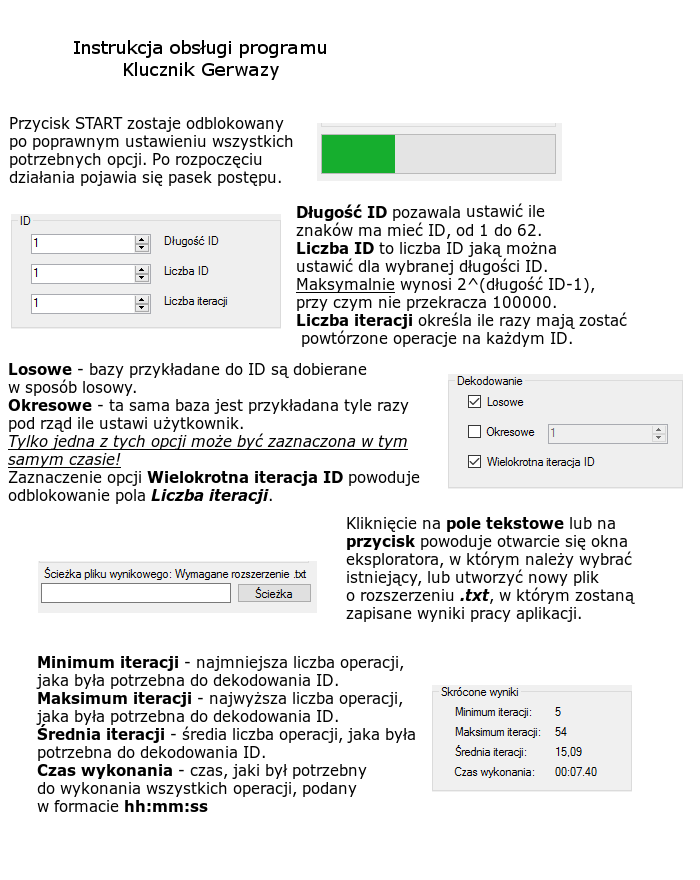 Instrukcja obsługi programu
Klucznik Gerwazy
Przycisk START zostaje odblokowany
po poprawnym ustawieniu wszystkich
potrzebnych opcji. Po rozpoczęciu
działania pojawia się pasek postępu.
ID
1 Długość ID
1 Liczba ID
1 Liczba iteracji
Długość ID pozawala ustawić ile
znaków ma mieć ID, od 1 do 62.
Liczba ID to liczba ID jaką można
ustawić dla wybranej długości ID.
Maksymalnie wynosi 2^(długość ID-1),
przy czym nie przekracza 100000.
Liczba iteracji określa ile razy mają zostać
powtórzone operacje na każdym ID.
Losowe - bazy przykładane do ID są dobierane
w sposób losowy.
Okresowe - ta sama baza jest przykładana tyle razy
pod rząd ile ustawi użytkownik.
Tylko jedna z tych opcji może być zaznaczona w tym
samym czasie!
Zaznaczenie opcji Wielokrotna iteracja ID powoduje
odblokowanie pola Liczba iteracji.
Dekodowanie
Losowe
Okresowe 1
Wielokrotna iteracja ID
Ścieżka pliku wynikowego: Wymagane rozszerzenie .txt
Ścieżka
Kliknięcie na pole tekstowe lub na
przycisk powoduje otwarcie się okna
eksploratora, w którym należy wybrać
istniejący, lub utworzyć nowy plik
o rozszerzeniu .txt, w którym zostaną
zapisane wyniki pracy aplikacji.
Minimum iteracji - najmniejsza liczba operacji,
jaka była potrzebna do dekodowania ID.
Maksimum iteracji - najwyższa liczba operacji,
jaka była potrzebna do dekodowania ID.
Średnia iteracji - średia liczba operacji, jaka była
potrzebna do dekodowania ID.
Czas wykonania - czas, jaki był potrzebny
do wykonania wszystkich operacji, podany
w formacie hh:mm:ss
Skrócone wyniki
Minimum iteracji: 5
Maksimum iteracji: 54
Średnia iteracji: 15,09
Czas wykonania: 00:07.40